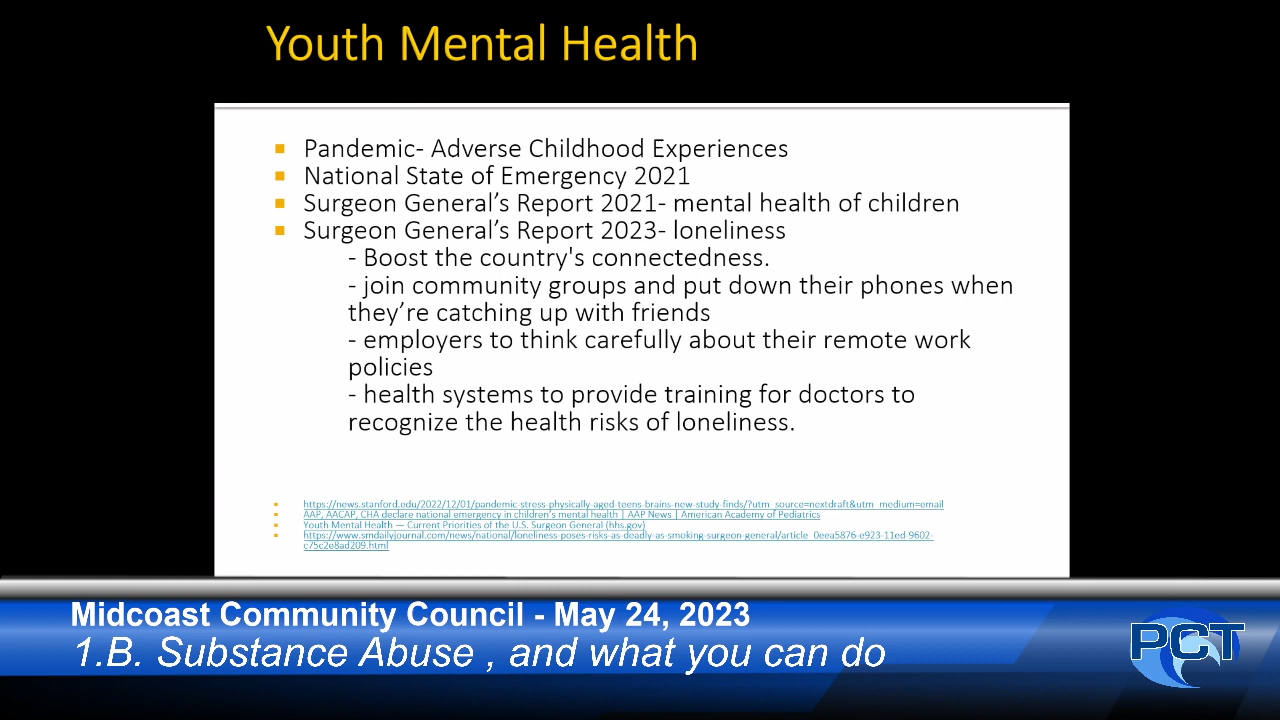 Youth Mental Health
Pandemic- Adverse Childhood Experiences
National State of Emergency 2021
Surgeon General’s Report 2021- mental health of children
Surgeon General’s Report 2023- loneliness
- Boost the country's connectedness.
- join community groups and put down their phones when
they’re catching up with friends
- employers to think carefully about their remote work
policies
- health systems to provide training for doctors to
recognize the health risks of loneliness.
https://news.stanford.edu/2022/12/01/pandemic-stress-physically-aged-teens-brains-new-study-finds/?utm_source=nextdraft&utm_medium=email
AAP, AACAP, CHA declare national emergency in children’s mental health | AAP News | American Academy of Pediatrics
Youth Mental Health — Current Priorities of the U.S. Surgeon General (hhs.gov)
https://www.smdailyjournal.com/news/national/loneliness-poses-risks-as-deadly-as-smoking-surgeon-general/article_0eea5876-e923-11ed-9602-
c75c2e8ad209.html
Midcoast Community Council - May 24, 2023
1.B. Substance Abuse , and what you can do
PCT